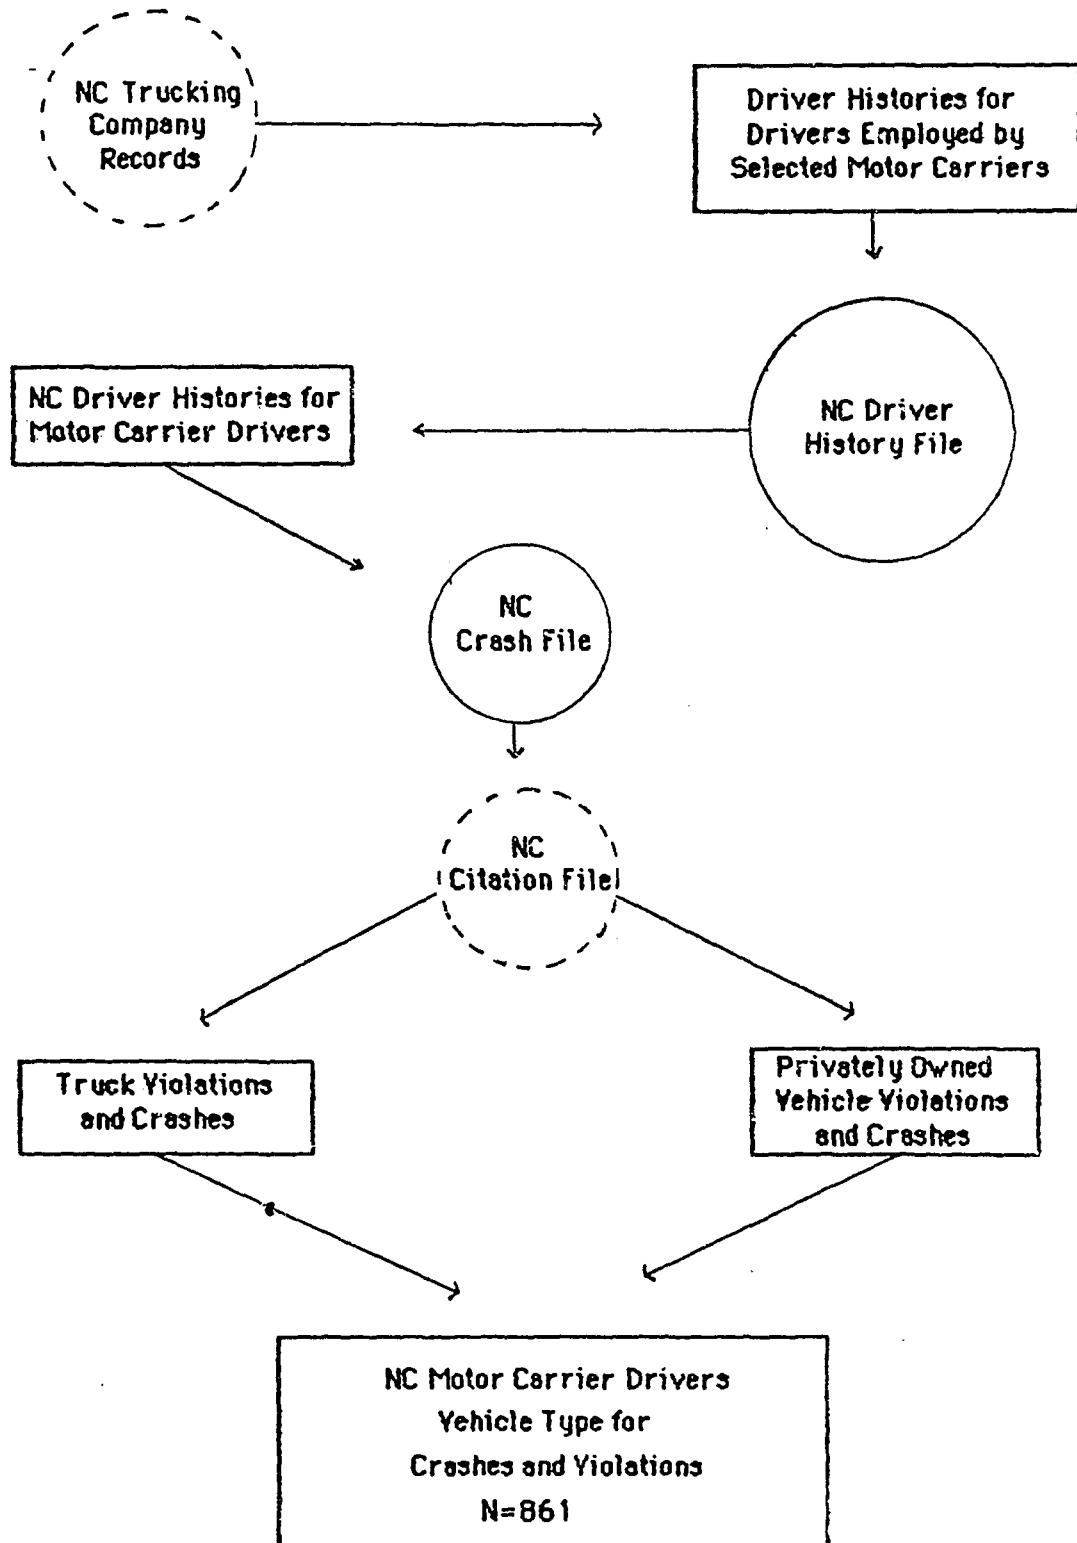 NC Trucking
Company
Records
Driver Histories for
Drivers Employed by
Selected Motor Carriers
NC Driver Histories for
Motor Carrier Drivers
NC Driver
History File
NC
Crash File
NC
Citation File
Truck Violations
and Crashes
Privately Owned
Vehicle Violations
and Crashes
NC Motor Carrier Drivers
Vehicle Type for
Crashes and Violations
N=861